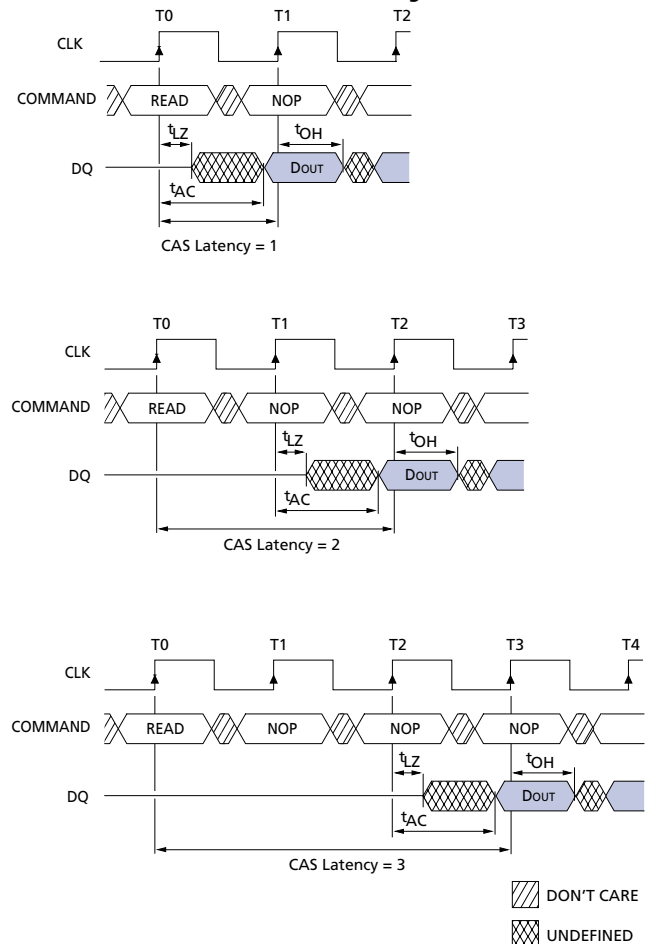 T0 T1 T2
CLK
COMMAND READ NOP
tLZ tOH
DQ DOUT
tAC
CAS Latency = 1
T0 T1 T2 T3
CLK
COMMAND READ NOP NOP
tLZ tOH
DQ DOUT
tAC
CAS Latency = 2
T0 T1 T2 T3 T4
CLK
COMMAND READ NOP NOP NOP
tLZ tOH
DQ DOUT
tAC
CAS Latency = 3
DON'T CARE
UNDEFINED